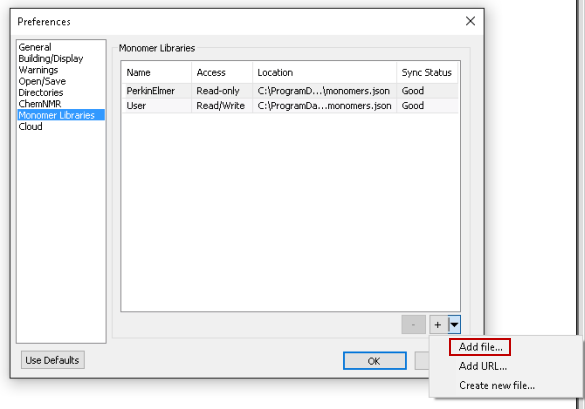 Preferences
General
Building/Display
Warnings
Open/Save
Directories
ChemNMR
Monomer Libraries
Cloud
Monomer Libraries
Name Access Location Sync Status
PerkinElmer Read-only C:\ProgramD...\monomers.json Good
User Read/Write C:\ProgramDa...monomers.json Good
- +
Use Defaults
OK
Add file...
Add URL...
Create new file...